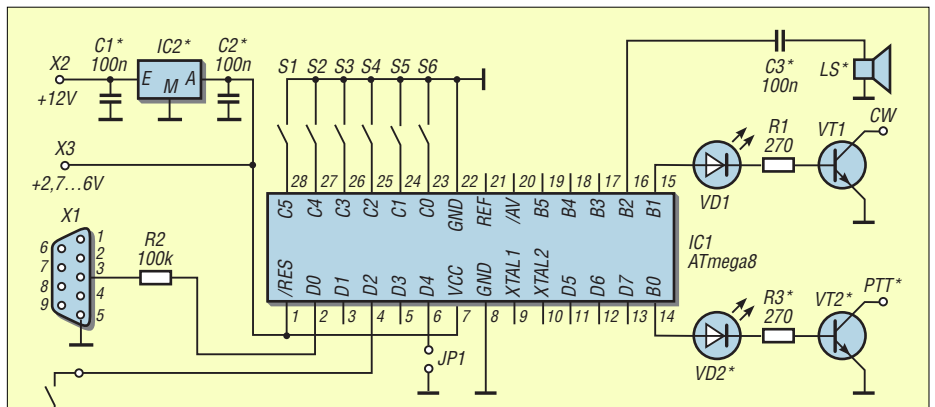 C1* IC2* C2*
100n 100n
X2
+12V
E M A
X3
+2,7...6V
S1 S2 S3 S4 S5 S6
C3*
100n
LS*
R1
270
VT1
CW
VD1
28 27 26 25 24 23 22 21 20 19 18 17 16 15
C5 C4 C3 C2 C1 C0 GND REF /AV B5 B4 B3 B2 B1
IC1
ATmega8
/RES D0 D1 D2 D3 D4 VCC GND XTAL1 XTAL2 D5 D6 D7 B0
1 2 3 4 5 6 7 8 9 10 11 12 13 14
X1
1
6
2
7
3
8
4
9
5
R2
100k
JP1
R3*
270
VT2*
PTT*
VD2*